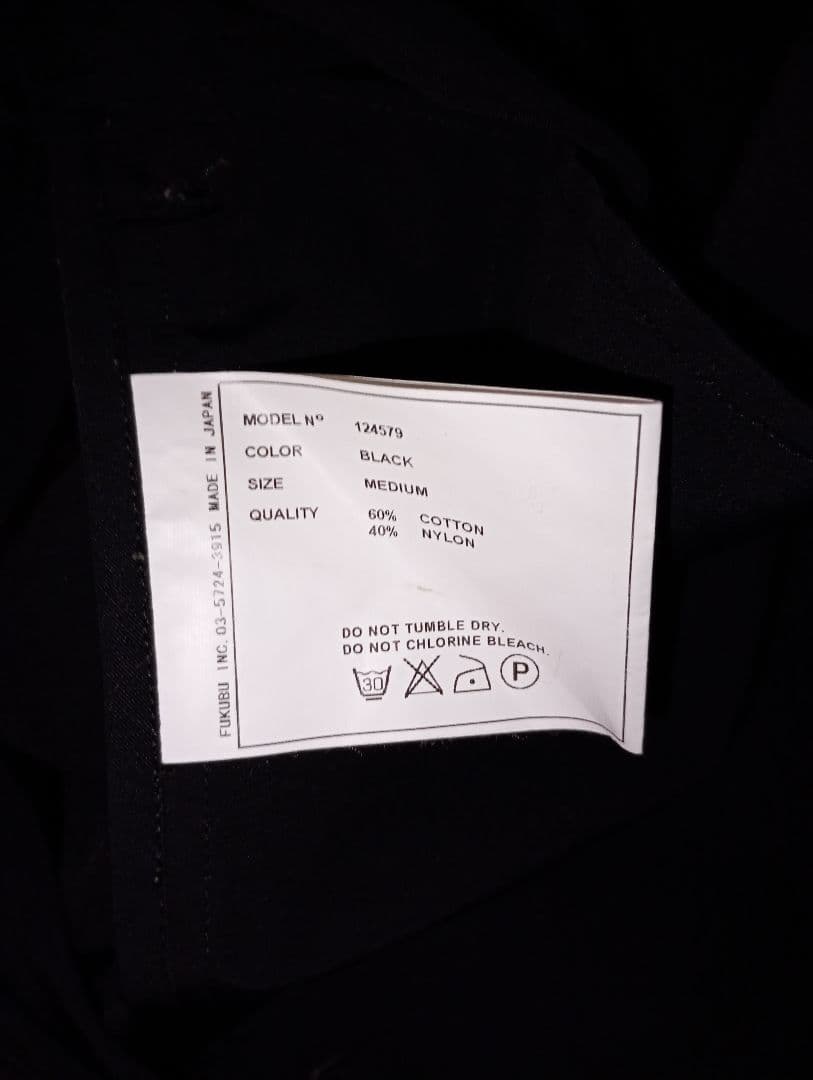 MODEL Nº 124579
COLOR BLACK
SIZE MEDIUM
QUALITY 60% COTTON
40% NYLON
DO NOT TUMBLE DRY.
DO NOT CHLORINE BLEACH.
30
P
FUKUBU INC. 03-5724-3915 MADE IN JAPAN